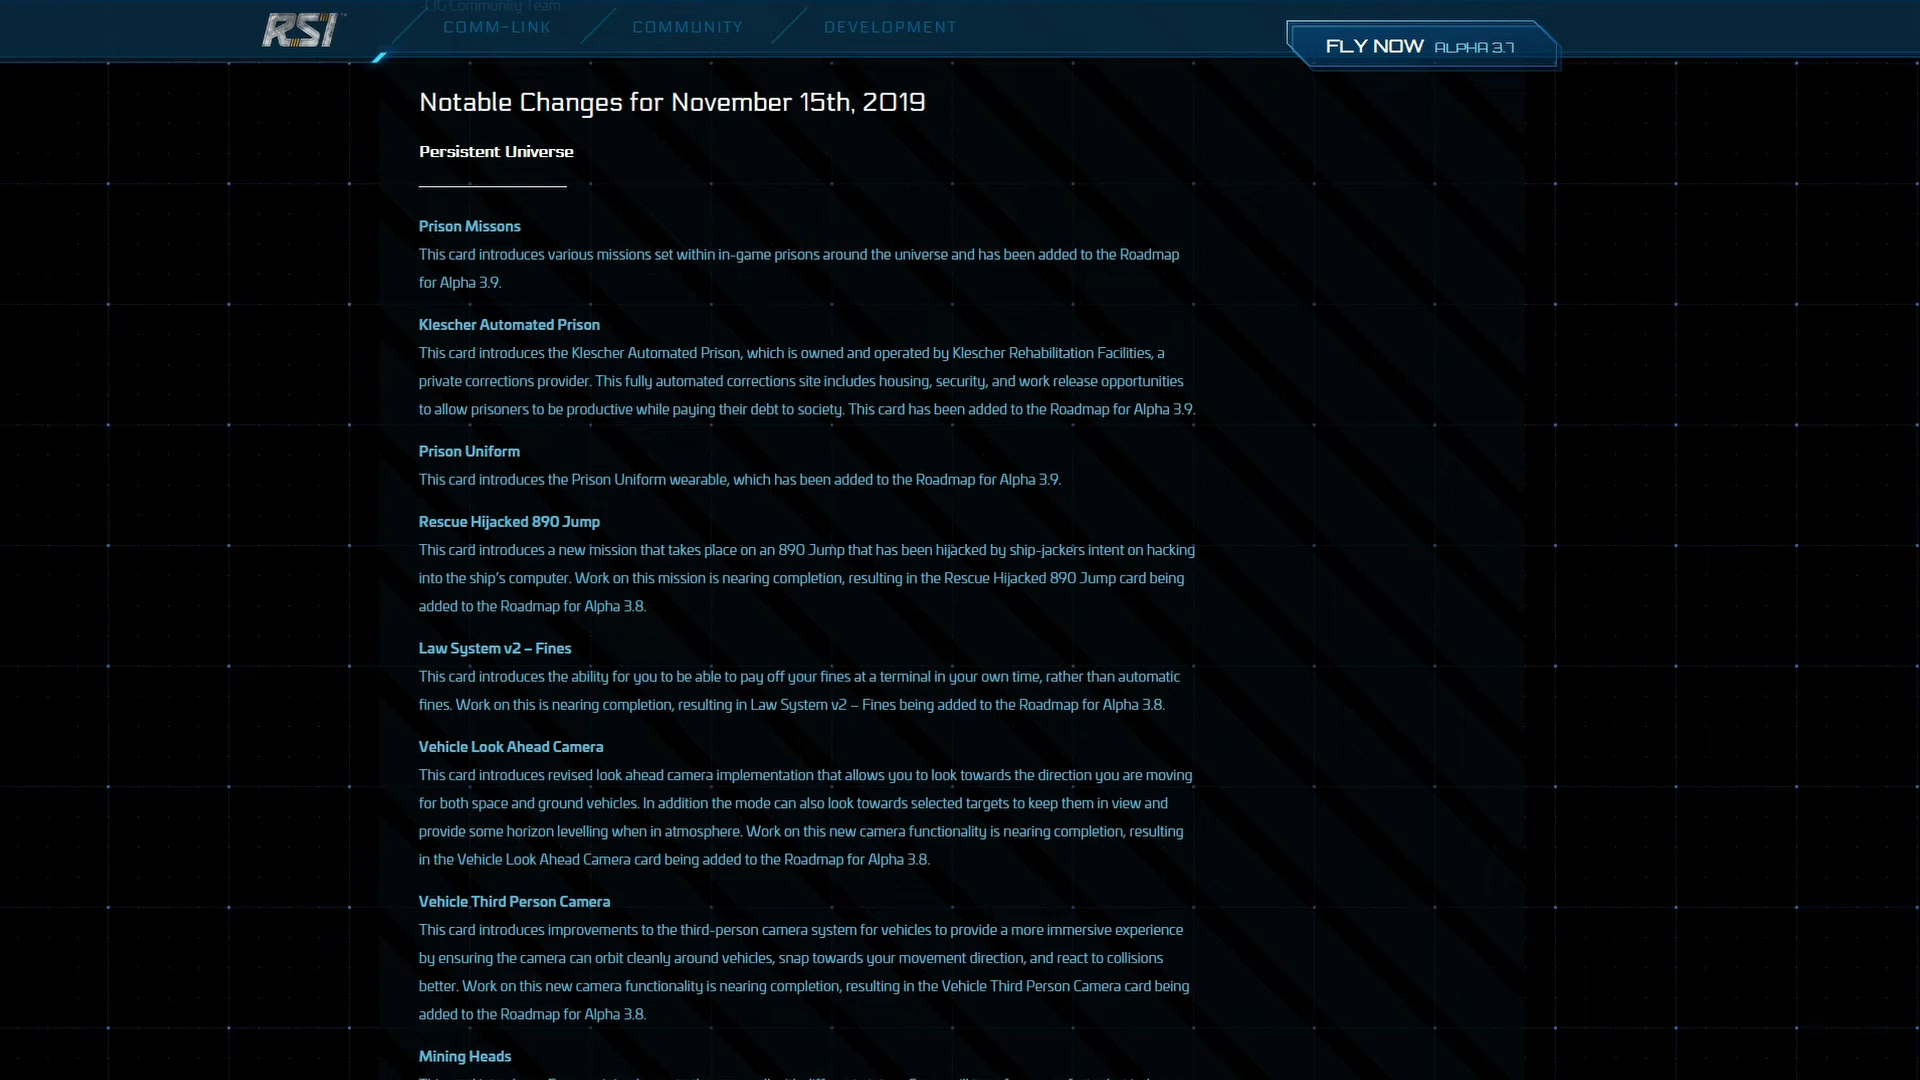 CIG Community Team
RSI
COMM-LINK
COMMUNITY
DEVELOPMENT
FLY NOW ALPHA 3.7
Notable Changes for November 15th, 2019
Persistent Universe
Prison Missons
This card introduces various missions set within in-game prisons around the universe and has been added to the Roadmap
for Alpha 3.9.
Klescher Automated Prison
This card introduces the Klescher Automated Prison, which is owned and operated by Klescher Rehabilitation Facilities, a
private corrections provider. This fully automated corrections site includes housing, security, and work release opportunities
to allow prisoners to be productive while paying their debt to society. This card has been added to the Roadmap for Alpha 3.9.
Prison Uniform
This card introduces the Prison Uniform wearable, which has been added to the Roadmap for Alpha 3.9.
Rescue Hijacked 890 Jump
This card introduces a new mission that takes place on an 890 Jump that has been hijacked by ship-jackers intent on hacking
into the ship's computer. Work on this mission is nearing completion, resulting in the Rescue Hijacked 890 Jump card being
added to the Roadmap for Alpha 3.8.
Law System v2 – Fines
This card introduces the ability for you to be able to pay off your fines at a terminal in your own time, rather than automatic
fines. Work on this is nearing completion, resulting in Law System v2 – Fines being added to the Roadmap for Alpha 3.8.
Vehicle Look Ahead Camera
This card introduces revised look ahead camera implementation that allows you to look towards the direction you are moving
for both space and ground vehicles. In addition the mode can also look towards selected targets to keep them in view and
provide some horizon levelling when in atmosphere. Work on this new camera functionality is nearing completion, resulting
in the Vehicle Look Ahead Camera card being added to the Roadmap for Alpha 3.8.
Vehicle Third Person Camera
This card introduces improvements to the third-person camera system for vehicles to provide a more immersive experience
by ensuring the camera can orbit cleanly around vehicles, snap towards your movement direction, and react to collisions
better. Work on this new camera functionality is nearing completion, resulting in the Vehicle Third Person Camera card being
added to the Roadmap for Alpha 3.8.
Mining Heads